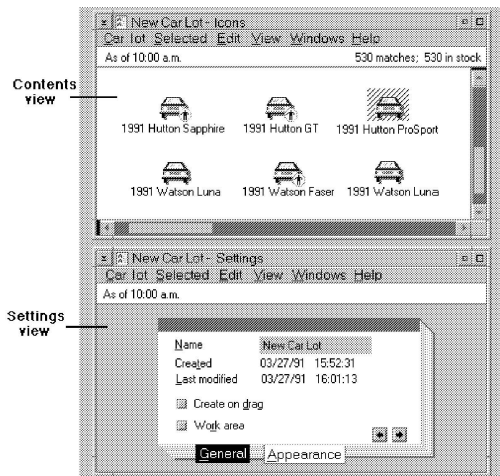 New Car Lot - Icons
Car lot Selected Edit View Windows Help
As of 10:00 a.m. 530 matches; 530 in stock
Contents view
1991 Hutton Sapphire 1991 Hutton GT 1991 Hutton ProSport
1991 Watson Luna 1991 Watson Faser 1991 Watson Luna
New Car Lot - Settings
Car lot Selected Edit View Windows Help
As of 10:00 a.m.
Settings view
Name New Car Lot
Created 03/27/91 15:52:31
Last modified 03/27/91 16:01:13
Create on drag
Work area
General Appearance